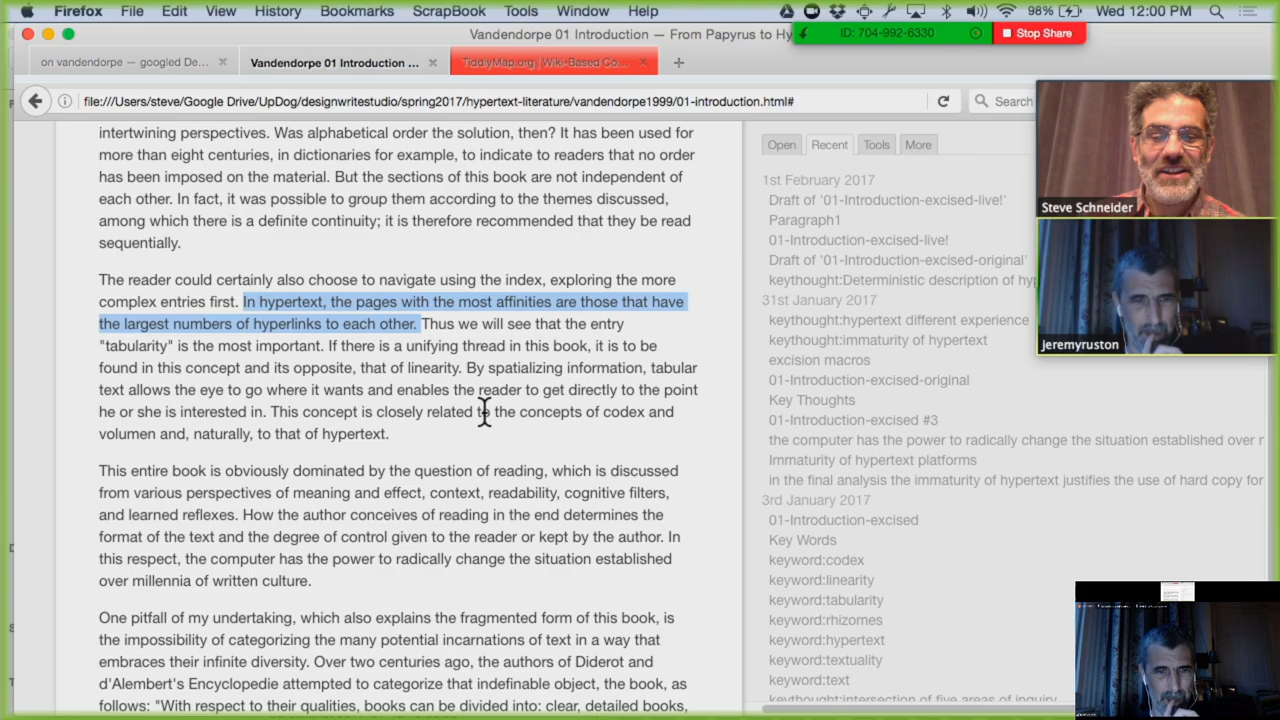 Firefox File Edit View History Bookmarks ScrapBook Tools Window Help 98% Wed 12:00 PM
Vandendorpe 01 Introduction — From Papyrus to Hy
ID: 704-992-6330 Stop Share
on vandendorpe — googled De... Vandendorpe 01 Introduction ... TiddlyMap.org | Wiki-Based Co...
file:///Users/steve/Google Drive/UpDog/designwritestudio/spring2017/hypertext-literature/vandendorpe1999/01-introduction.html# Search
intertwining perspectives. Was alphabetical order the solution, then? It has been used for
more than eight centuries, in dictionaries for example, to indicate to readers that no order
has been imposed on the material. But the sections of this book are not independent of
each other. In fact, it was possible to group them according to the themes discussed,
among which there is a definite contiuity; it is therefore recommended that they be read
sequentially.
The reader could certainly also choose to navigate using the index, exploring the more
complex entries first. In hypertext, the pages with the most affinities are those that have
the largest numbers of hyperlinks to each other. Thus we will see that the entry
"tabularity" is the most important. If there is a unifying thread in this book, it is to be
found in this concept and its opposite, that of linearity. By spatializing information, tabular
text allows the eye to go where it wants and enables the reader to get directly to the point
he or she is interested in. This concept is closely related to the concepts of codex and
volumen and, naturally, to that of hypertext.
This entire book is obviously dominated by the question of reading, which is discussed
from various perspectives of meaning and effect, context, readability, cognitive filters,
and learned reflexes. How the author conceives of reading in the end determines the
format of the text and the degree of control given to the reader or kept by the author. In
this respect, the computer has the power to radically change the situation established
over millennia of written culture.
One pitfall of my undertaking, which also explains the fragmented form of this book, is
the impossibility of categorizing the many potential incarnations of text in a way that
embraces their infinite diversity. Over two centuries ago, the authors of Diderot and
d'Alembert's Encyclopedie attempted to categorize that indefinable object, the book, as
follows: "With respect to their qualities, books can be divided into: clear, detailed books,
Open Recent Tools More
1st February 2017
Draft of '01-Introduction-excised-live!'
Paragraph1
01-Introduction-excised-live!
Draft of '01-Introduction-excised-original'
keythought:Deterministic description of hy
31st January 2017
keythought:hypertext different experience
keythought:immaturity of hypertext
excision macros
01-Introduction-excised-original
Key Thoughts
01-Introduction-excised #3
the computer has the power to radically change the situation established over r
Immaturity of hypertext platforms
in the final analysis the immaturity of hypertext justifies the use of hard copy for
3rd January 2017
01-Introduction-excised
Key Words
keyword:codex
keyword:linearity
keyword:tabularity
keyword:rhizomes
keyword:hypertext
keyword:textuality
keyword:text
keythought:intersection of five areas of inquiry
Steve Schneider
jeremyruston